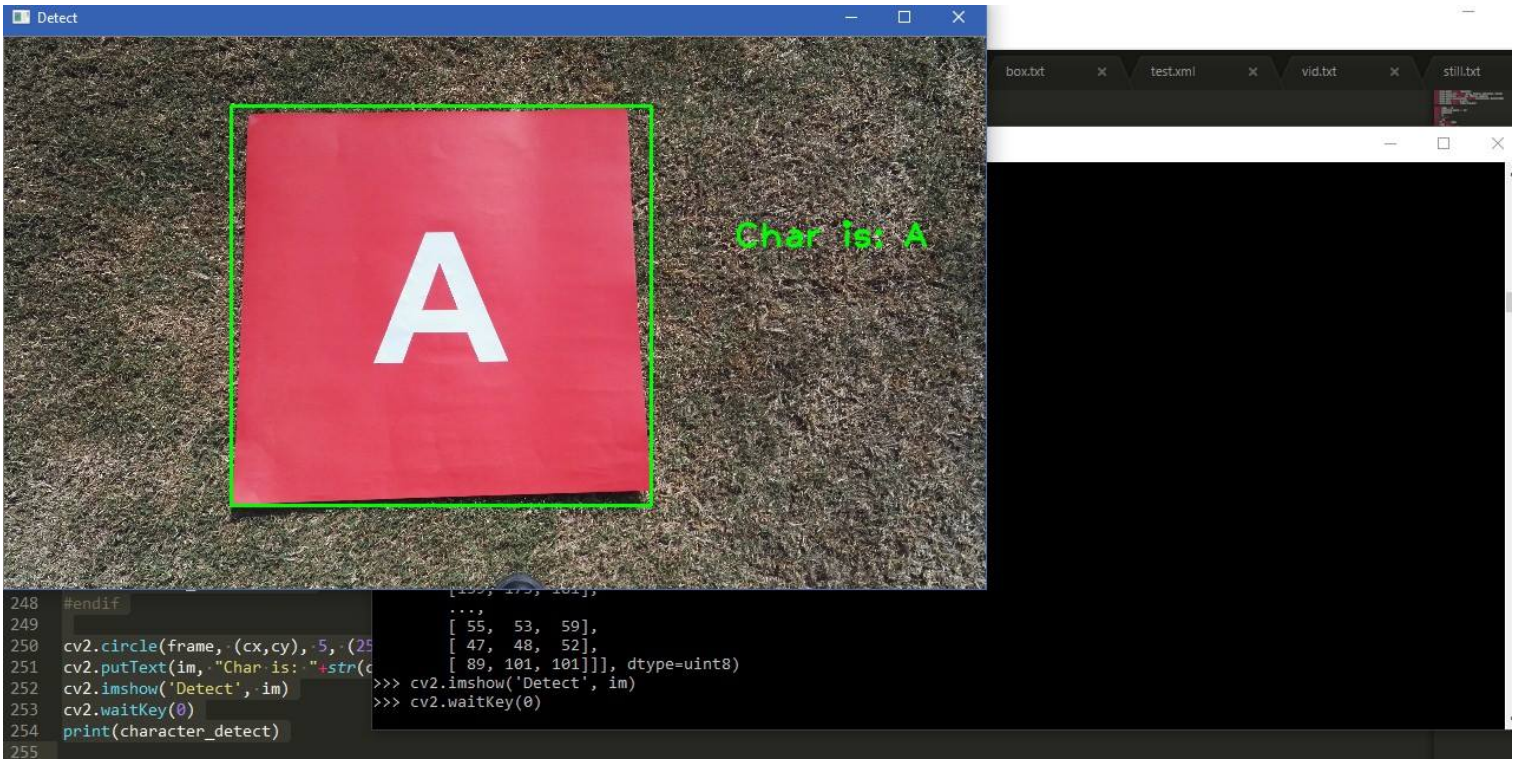 Detect
box.txt
test.xml
vid.txt
still.txt
A
Char is: A
248 #endif
249
250 cv2.circle(frame, (cx,cy), 5, (25
251 cv2.putText(im, "Char is: "+str(
252 cv2.imshow('Detect', im)
253 cv2.waitKey(0)
254 print(character_detect)
255
...,
[ 55, 53, 59],
[ 47, 48, 52],
[ 89, 101, 101]]], dtype=uint8)
>>> cv2.imshow('Detect', im)
>>> cv2.waitKey(0)